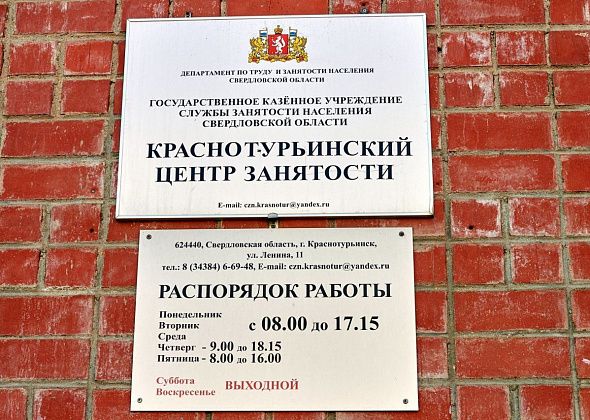 ДЕПАРТАМЕНТ ПО ТРУДУ И ЗАНЯТОСТИ НАСЕЛЕНИЯ
СВЕРДЛОВСКОЙ ОБЛАСТИ
ГОСУДАРСТВЕННОЕ КАЗЁННОЕ УЧРЕЖДЕНИЕ
СЛУЖБЫ ЗАНЯТОСТИ НАСЕЛЕНИЯ
СВЕРДЛОВСКОЙ ОБЛАСТИ
КРАСНОТУРЬИНСКИЙ
ЦЕНТР ЗАНЯТОСТИ
E-mail: czn.krasnotur@yandex.ru
624440, Свердловская область, г. Краснотурьинск,
ул. Ленина, 11
тел.: 8 (34384) 6-69-48, E-mail: czn.krasnotur@yandex.ru
РАСПОРЯДОК РАБОТЫ
Понедельник
Вторник с 08.00 до 17.15
Среда
Четверг - 9.00 до 18.15
Пятница - 8.00 до 16.00
Суббота
Воскресенье ВЫХОДНОЙ